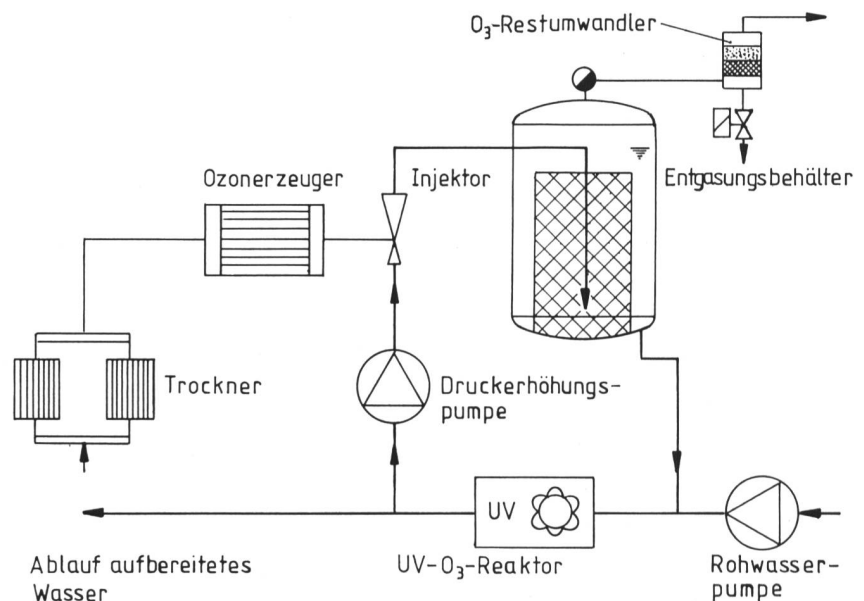 O₃-Restumwandler
Entgasungsbehälter
Ozonerzeuger
Injektor
Trockner
Druckerhöhungs-
pumpe
UV
Ablauf aufbereitetes
Wasser
UV-O₃-Reaktor
Rohwasser-
pumpe